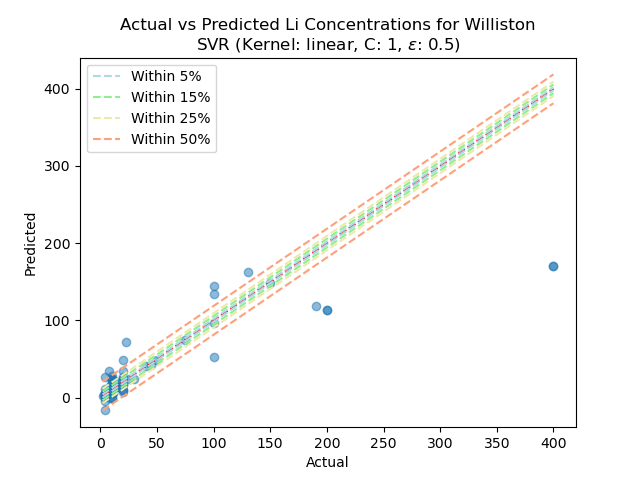 Actual vs Predicted Li Concentrations for Williston
SVR (Kernel: linear, C: 1, ε: 0.5)
Within 5%
Within 15%
Within 25%
Within 50%
400
300
200
100
0
Predicted
0 50 100 150 200 250 300 350 400
Actual